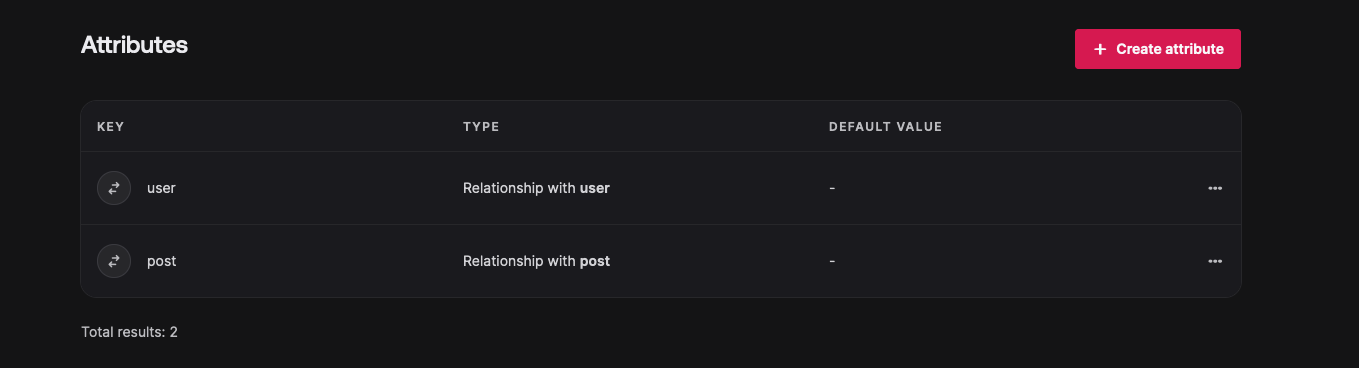 Attributes
+ Create attribute
KEY TYPE DEFAULT VALUE
user Relationship with user -
post Relationship with post -
Total results: 2